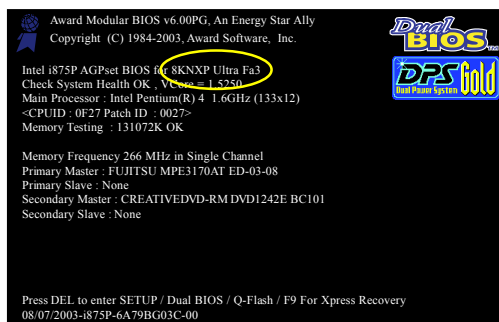 Award Modular BIOS v6.00PG, An Energy Star Ally
Copyright (C) 1984-2003, Award Software, Inc.
Dual BIOS
Intel i875P AGPset BIOS for 8KNXP Ultra Fa3
Check System Health OK , VCore = 1.5250
Main Processor : Intel Pentium(R) 4 1.6GHz (133x12)
<CPUID : 0F27 Patch ID : 0027>
Memory Testing : 131072K OK
DPS Gold
Dual Power System
Memory Frequency 266 MHz in Single Channel
Primary Master : FUJITSU MPE3170AT ED-03-08
Primary Slave : None
Secondary Master : CREATIVEDVD-RM DVD1242E BC101
Secondary Slave : None
Press DEL to enter SETUP / Dual BIOS / Q-Flash / F9 For Xpress Recovery
08/07/2003-i875P-6A79BG03C-00